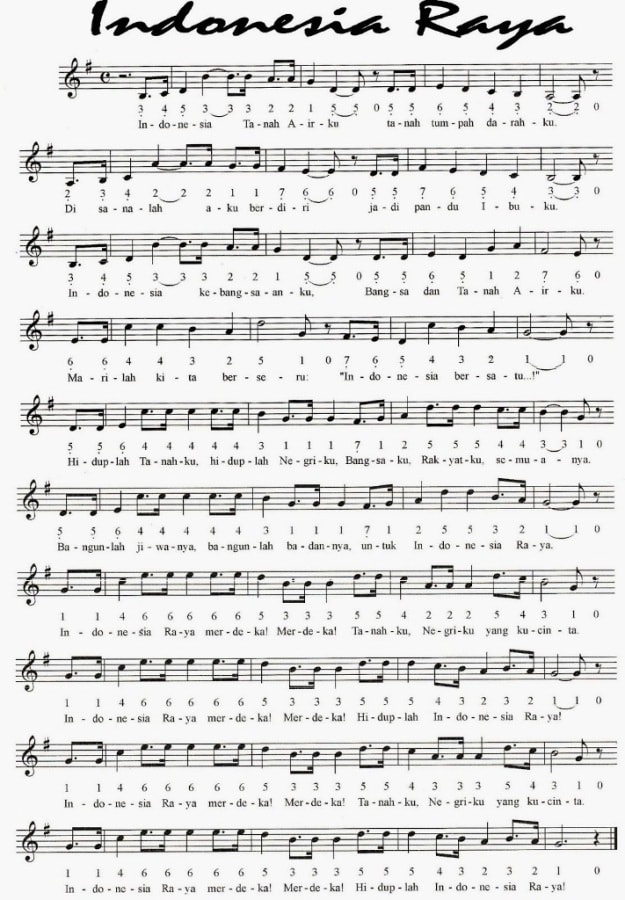 Indonesia Raya
3 4 5 3 3 3 2 2 1 5 5 0 5 5 6 5 4 3 2 2 0
In - do - ne - sia Ta - nah A - ir - ku ta - nah tum - pah da - rah - ku.
2 3 4 2 2 2 1 1 7 6 6 0 5 5 7 6 5 4 3 3 0
Di sa - na - lah a - ku ber - di - ri ja - di pan - du I - bu - ku.
3 4 5 3 3 3 2 2 1 5 5 0 5 5 6 5 1 2 7 6 0
In - do - ne - sia ke - bang - sa - an - ku, Bang - sa dan Ta - nah A - ir - ku.
6 6 4 4 3 2 5 1 0 7 6 5 4 3 2 1 1 0
Ma - ri - lah ki - ta ber - se - ru: "In - do - ne - sia ber - sa - tu...!"
5 5 6 4 4 4 4 4 3 1 1 1 7 1 2 5 5 5 4 4 3 3 1 0
Hi - dup - lah Ta - nah - ku, hi - dup - lah Ne - gri - ku, Bang - sa - ku, Rak - yat - ku, se - mu - a - nya.
5 5 6 4 4 4 4 4 3 1 1 1 7 1 2 5 5 3 2 1 1 0
Ba - ngun - lah ji - wa - nya, ba - ngun - lah ba - dan - nya, un - tuk In - do - ne - sia Ra - ya.
1 1 4 6 6 6 6 5 3 3 3 5 5 4 2 2 2 5 4 3 1 0
In - do - ne - sia Ra - ya mer - de - ka! Mer - de - ka! Ta - nah - ku, Ne - gri - ku yang ku - cin - ta.
1 1 4 6 6 6 6 5 3 3 3 5 5 4 3 2 3 2 1 1 0
In - do - ne - sia Ra - ya mer - de - ka! Mer - de - ka! Hi - dup - lah In - do - ne - sia Ra - ya!
1 1 4 6 6 6 6 5 3 3 3 5 5 4 3 3 3 5 4 3 1 0
In - do - ne - sia Ra - ya mer - de - ka! Mer - de - ka! Ta - nah - ku, Ne - gri - ku yang ku - cin - ta.
1 1 4 6 6 6 6 5 3 3 3 5 5 4 3 2 3 2 1 0
In - do - ne - sia Ra - ya mer - de - ka! Mer - de - ka! Hi - dup - lah In - do - ne - sia Ra - ya!